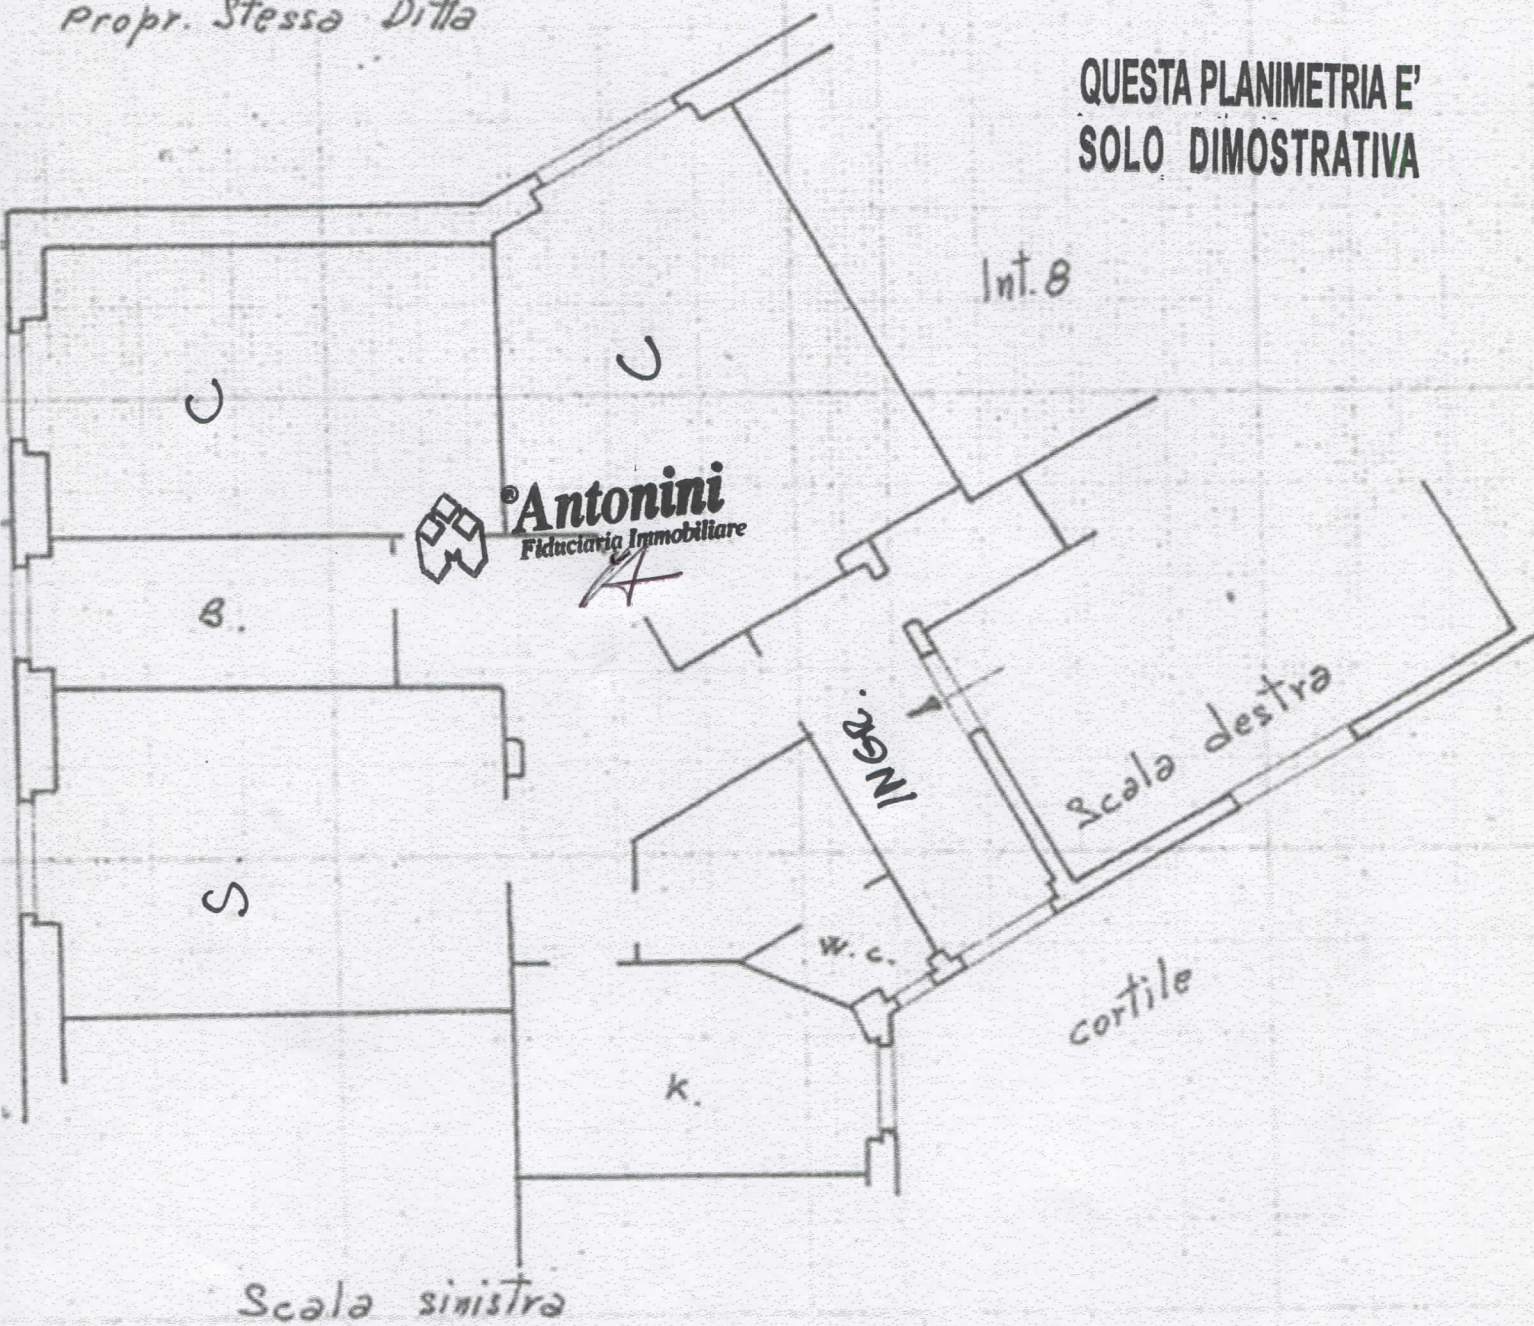 Propr. Stessa Ditta
QUESTA PLANIMETRIA E'
SOLO DIMOSTRATIVA
Int. 8
C
C
®Antonini
Fiduciaria Immobiliare
B.
INGR.
Scala destra
S
W.C.
cortile
K.
Scala sinistra